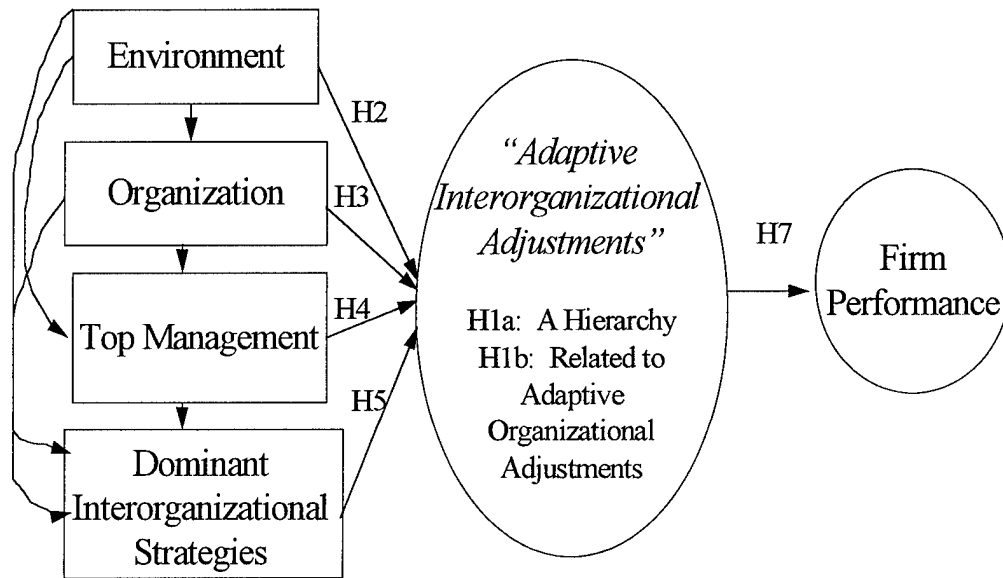 Environment
H2
Organization
H3
Top Management
H4
H5
Dominant
Interorganizational
Strategies
“Adaptive
Interorganizational
Adjustments”
H1a: A Hierarchy
H1b: Related to
Adaptive
Organizational
Adjustments
H7
Firm
Performance